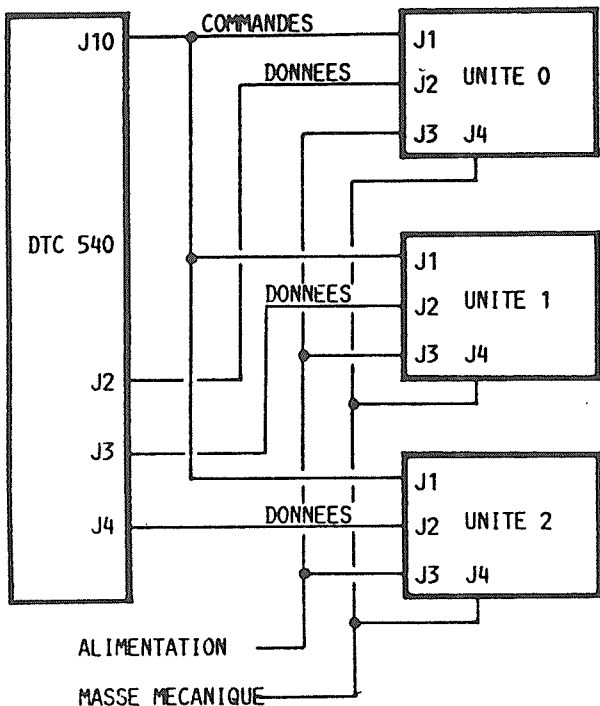 COMMANDES
J10
J1
DONNEES
J2 UNITE 0
J3 J4
DTC 540
J1
DONNEES
J2 UNITE 1
J3 J4
J2
J3
J1
J4
DONNEES
J2 UNITE 2
J3 J4
ALIMENTATION
MASSE MECANIQUE